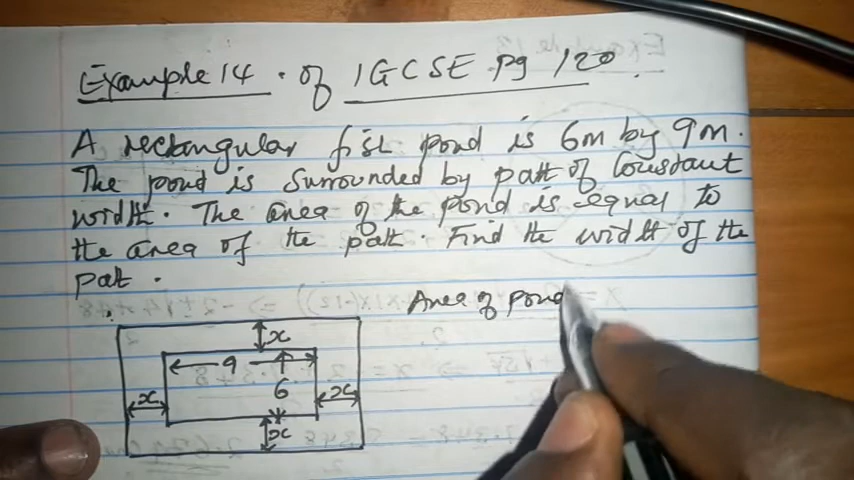 Example 14 . of IGCSE Pg 120.
A rectangular fish pond is 6m by 9m.
The pond is surrounded by path of Constant
width. The area of the pond is equal to
the area of the path. Find the width of the
path.
Area of pond
x
9
6
x
x
x